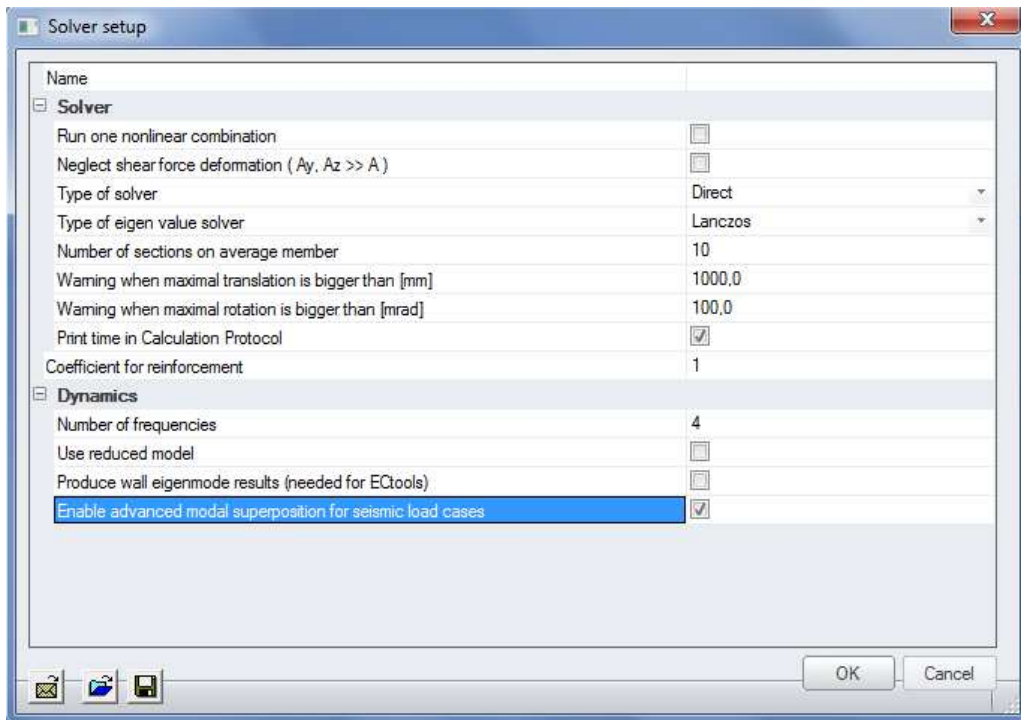 Solver setup
Name
Solver
Run one nonlinear combination
Neglect shear force deformation ( Ay, Az >> A )
Type of solver Direct
Type of eigen value solver Lanczos
Number of sections on average member 10
Warning when maximal translation is bigger than [mm] 1000,0
Warning when maximal rotation is bigger than [mrad] 100,0
Print time in Calculation Protocol
Coefficient for reinforcement 1
Dynamics
Number of frequencies 4
Use reduced model
Produce wall eigenmode results (needed for ECtools)
Enable advanced modal superposition for seismic load cases
OK Cancel